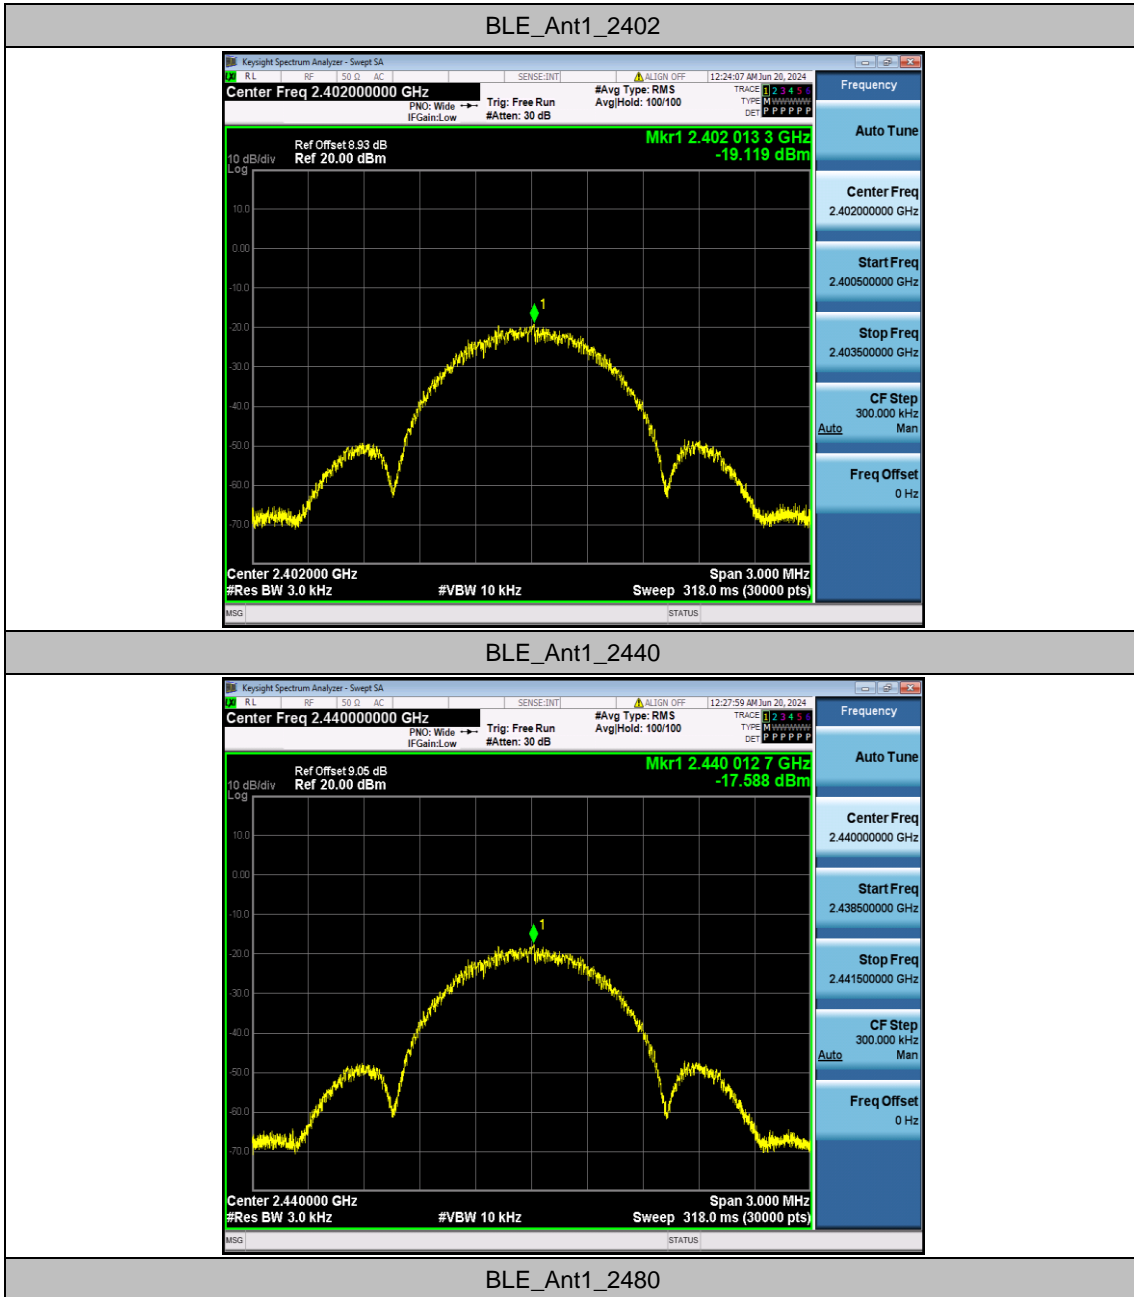 BLE_Ant1_2402
Keysight Spectrum Analyzer - Swept SA
LXI RL RF 50 Ω AC SENSE:INT ALIGN OFF 12:24:07 AM Jun 20, 2024
Center Freq 2.402000000 GHz
#Avg Type: RMS
TRACE 1 2 3 4 5 6
PNO: Wide
Trig: Free Run
Avg|Hold: 100/100
TYPE M W W W W W
IFGain:Low
#Atten: 30 dB
DET P P P P P P
Mkr1 2.402 013 3 GHz
-19.119 dBm
Ref Offset 8.93 dB
10 dB/div
Ref 20.00 dBm
Log
10.0
0.00
-10.0
-20.0
-30.0
-40.0
-50.0
-60.0
-70.0
1
Center 2.402000 GHz
Span 3.000 MHz
#Res BW 3.0 kHz
#VBW 10 kHz
Sweep 318.0 ms (30000 pts)
MSG
STATUS
Frequency
Auto Tune
Center Freq
2.402000000 GHz
Start Freq
2.400500000 GHz
Stop Freq
2.403500000 GHz
CF Step
300.000 kHz
Auto Man
Freq Offset
0 Hz
BLE_Ant1_2440
Keysight Spectrum Analyzer - Swept SA
LXI RL RF 50 Ω AC SENSE:INT ALIGN OFF 12:27:59 AM Jun 20, 2024
Center Freq 2.440000000 GHz
#Avg Type: RMS
TRACE 1 2 3 4 5 6
PNO: Wide
Trig: Free Run
Avg|Hold: 100/100
TYPE M W W W W W
IFGain:Low
#Atten: 30 dB
DET P P P P P P
Mkr1 2.440 012 7 GHz
-17.588 dBm
Ref Offset 9.05 dB
10 dB/div
Ref 20.00 dBm
Log
10.0
0.00
-10.0
-20.0
-30.0
-40.0
-50.0
-60.0
-70.0
1
Center 2.440000 GHz
Span 3.000 MHz
#Res BW 3.0 kHz
#VBW 10 kHz
Sweep 318.0 ms (30000 pts)
MSG
STATUS
Frequency
Auto Tune
Center Freq
2.440000000 GHz
Start Freq
2.438500000 GHz
Stop Freq
2.441500000 GHz
CF Step
300.000 kHz
Auto Man
Freq Offset
0 Hz
BLE_Ant1_2480